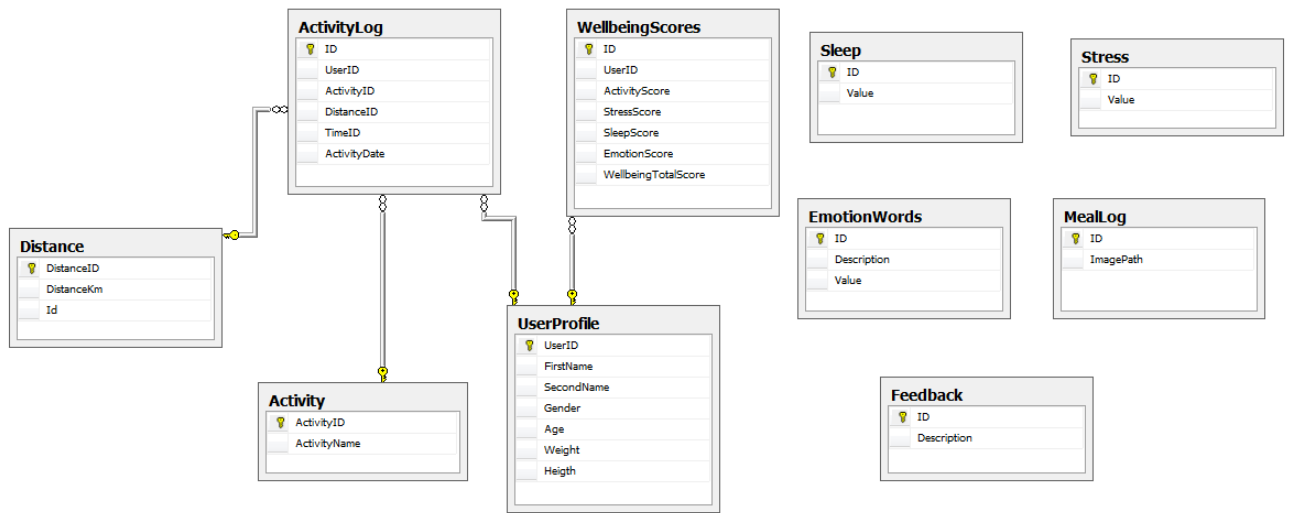 ActivityLog
ID
UserID
ActivityID
DistanceID
TimeID
ActivityDate
WellbeingScores
ID
UserID
ActivityScore
StressScore
SleepScore
EmotionScore
WellbeingTotalScore
Sleep
ID
Value
Stress
ID
Value
EmotionWords
ID
Description
Value
MealLog
ID
ImagePath
Distance
DistanceID
DistanceKm
Id
UserProfile
UserID
FirstName
SecondName
Gender
Age
Weight
Heigth
Activity
ActivityID
ActivityName
Feedback
ID
Description